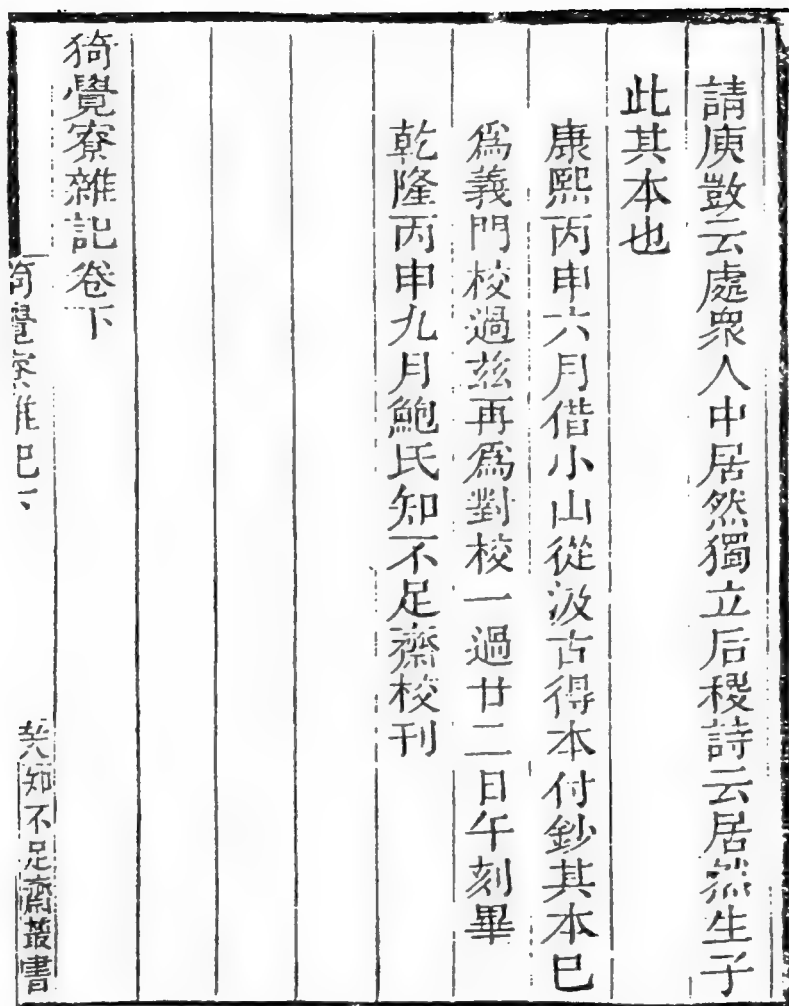 請庾敳云處衆人中居然獨立后稷詩云居然生子
此其本也
康熙丙申六月借小山從汲古得本付鈔其本已
爲義門校過兹再爲對校一過廿二日午刻畢
乾隆丙申九月鮑氏知不足齋校刊
猗覺寮雜記卷下
猗覺寮雜記下
知不足齋叢書